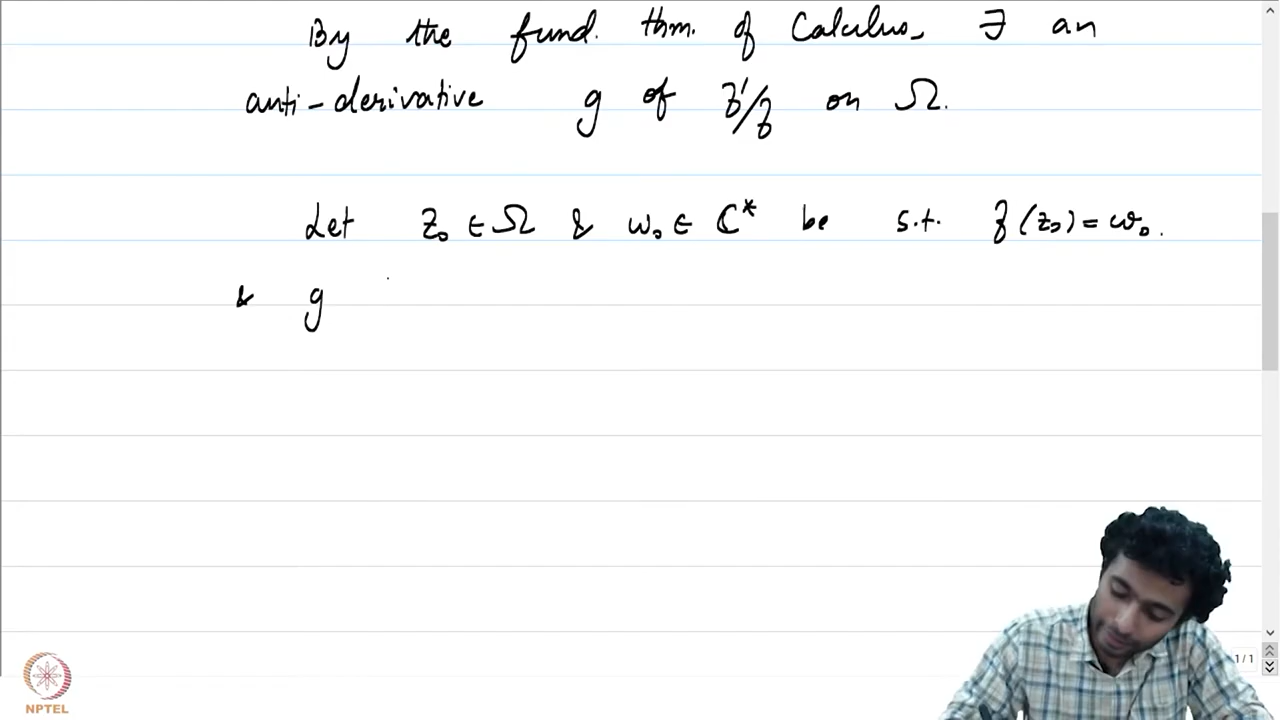 By the fund. thm. of Calculus, ∃ an
anti-derivative g of f'/f on Ω.
Let z₀ ∈ Ω & w₀ ∈ ℂ* be s.t. f(z₀) = w₀.
& g
1/1
NPTEL